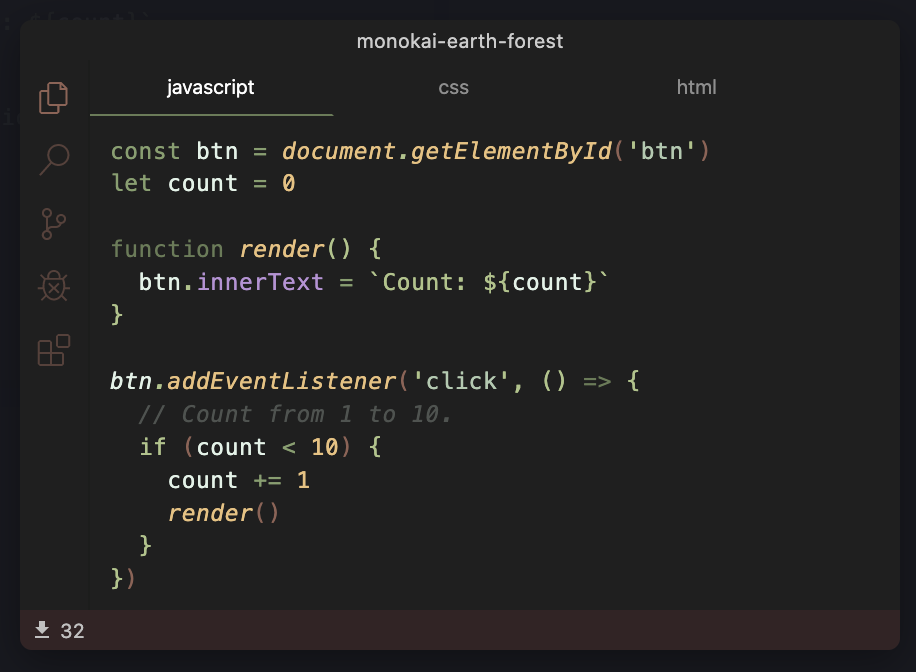 monokai-earth-forest
javascript css html
const btn = document.getElementById('btn')
let count = 0
function render() {
  btn.innerText = `Count: ${count}`
}
btn.addEventListener('click', () => {
  // Count from 1 to 10.
  if (count < 10) {
    count += 1
    render()
  }
})
32